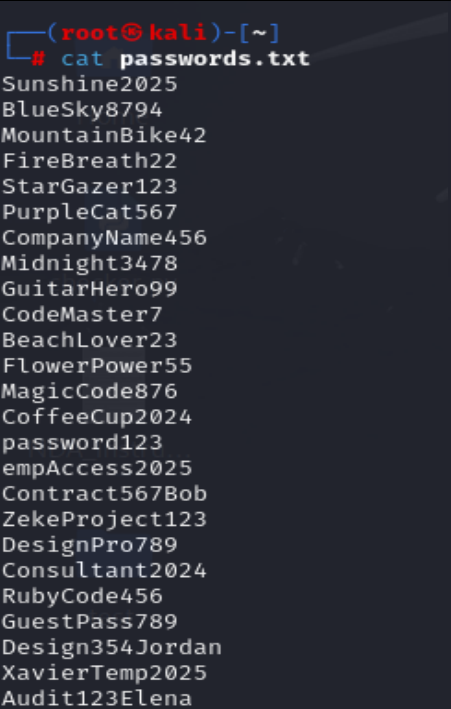 ┌──(root㉿kali)-[~]
└─# cat passwords.txt
Sunshine2025
BlueSky8794
MountainBike42
FireBreath22
StarGazer123
PurpleCat567
CompanyName456
Midnight3478
GuitarHero99
CodeMaster7
BeachLover23
FlowerPower55
MagicCode876
CoffeeCup2024
password123
empAccess2025
Contract567Bob
ZekeProject123
DesignPro789
Consultant2024
RubyCode456
GuestPass789
Design354Jordan
XavierTemp2025
Audit123Elena